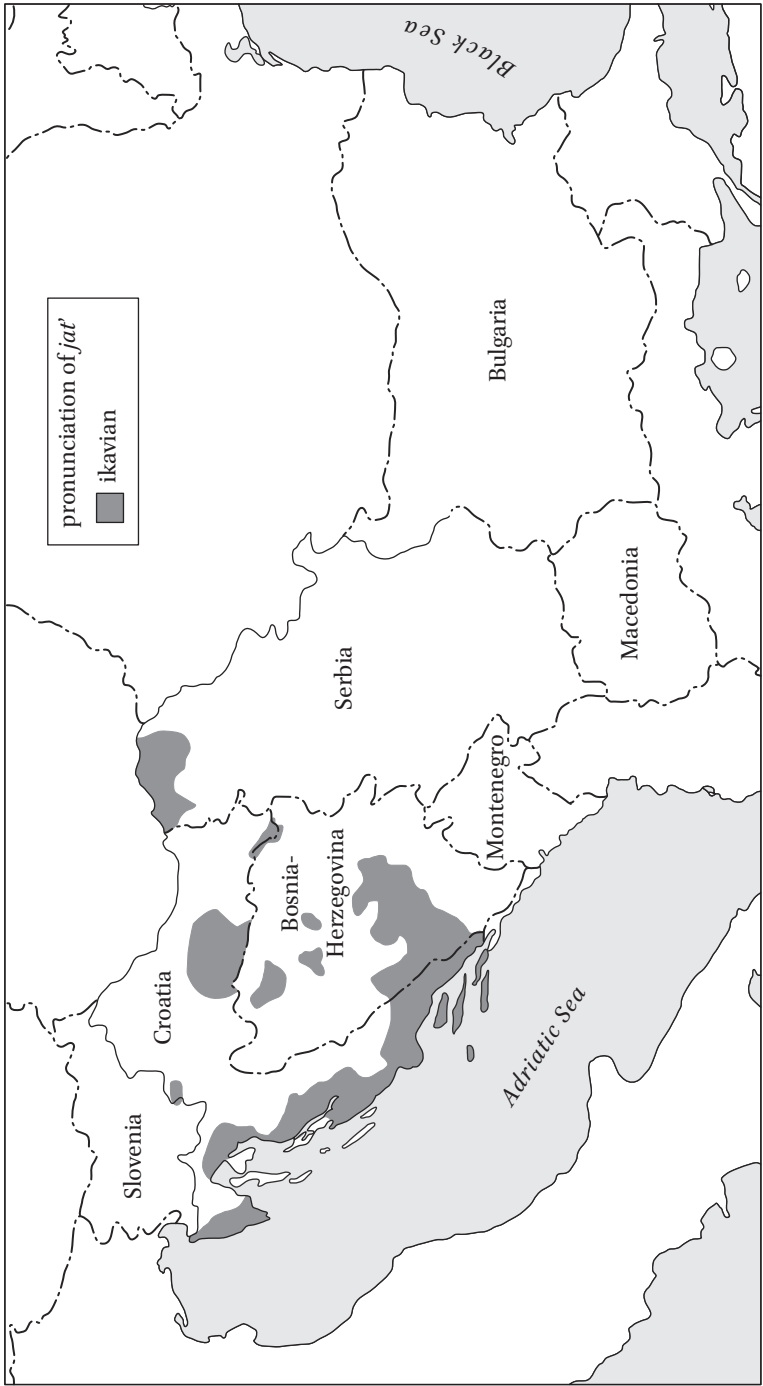 pronunciation of jat’
ikavian
Slovenia
Croatia
Bosnia-
Herzegovina
Serbia
Montenegro
Macedonia
Bulgaria
Black Sea
Adriatic Sea